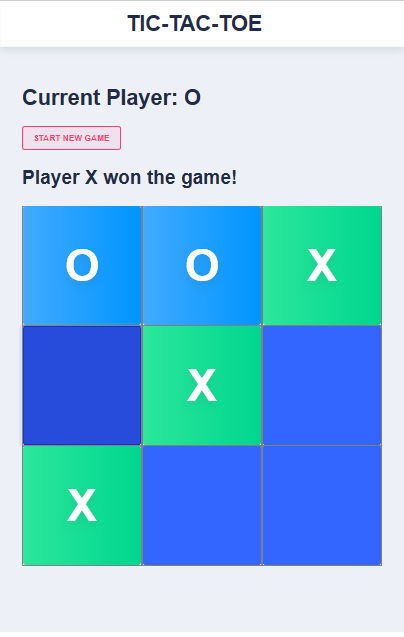 TIC-TAC-TOE
Current Player: O
START NEW GAME
Player X won the game!
O O X
X
X